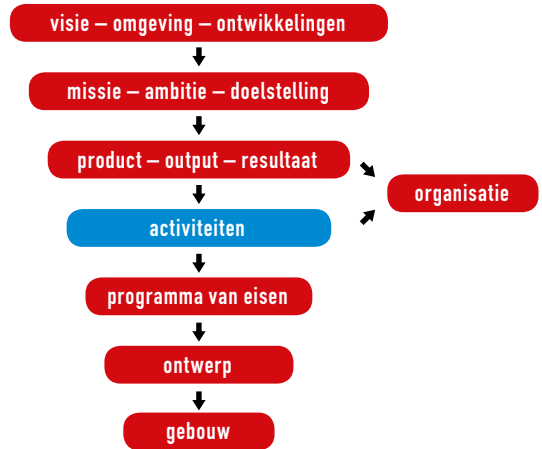 visie – omgeving – ontwikkelingen
missie – ambitie – doelstelling
product – output – resultaat
organisatie
activiteiten
programma van eisen
ontwerp
gebouw